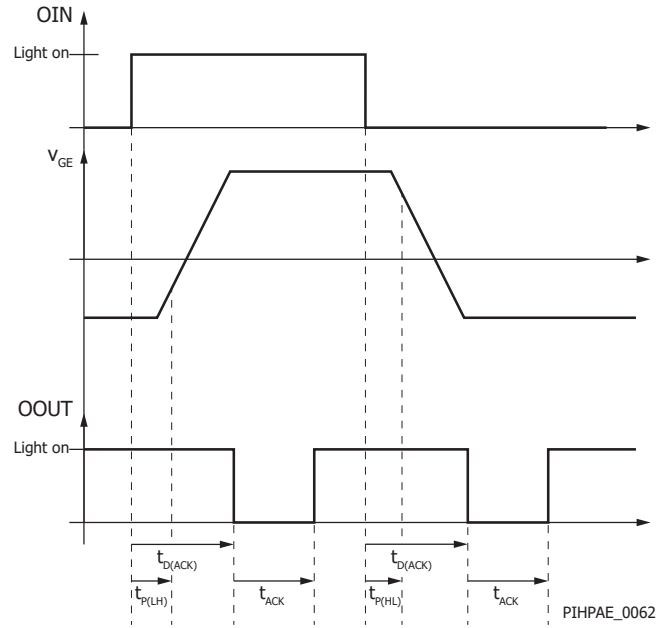 OIN
Light on
vGE
OOUT
Light on
tD(ACK) tD(ACK)
tP(LH) tACK tP(HL) tACK
PIHPAE_0062